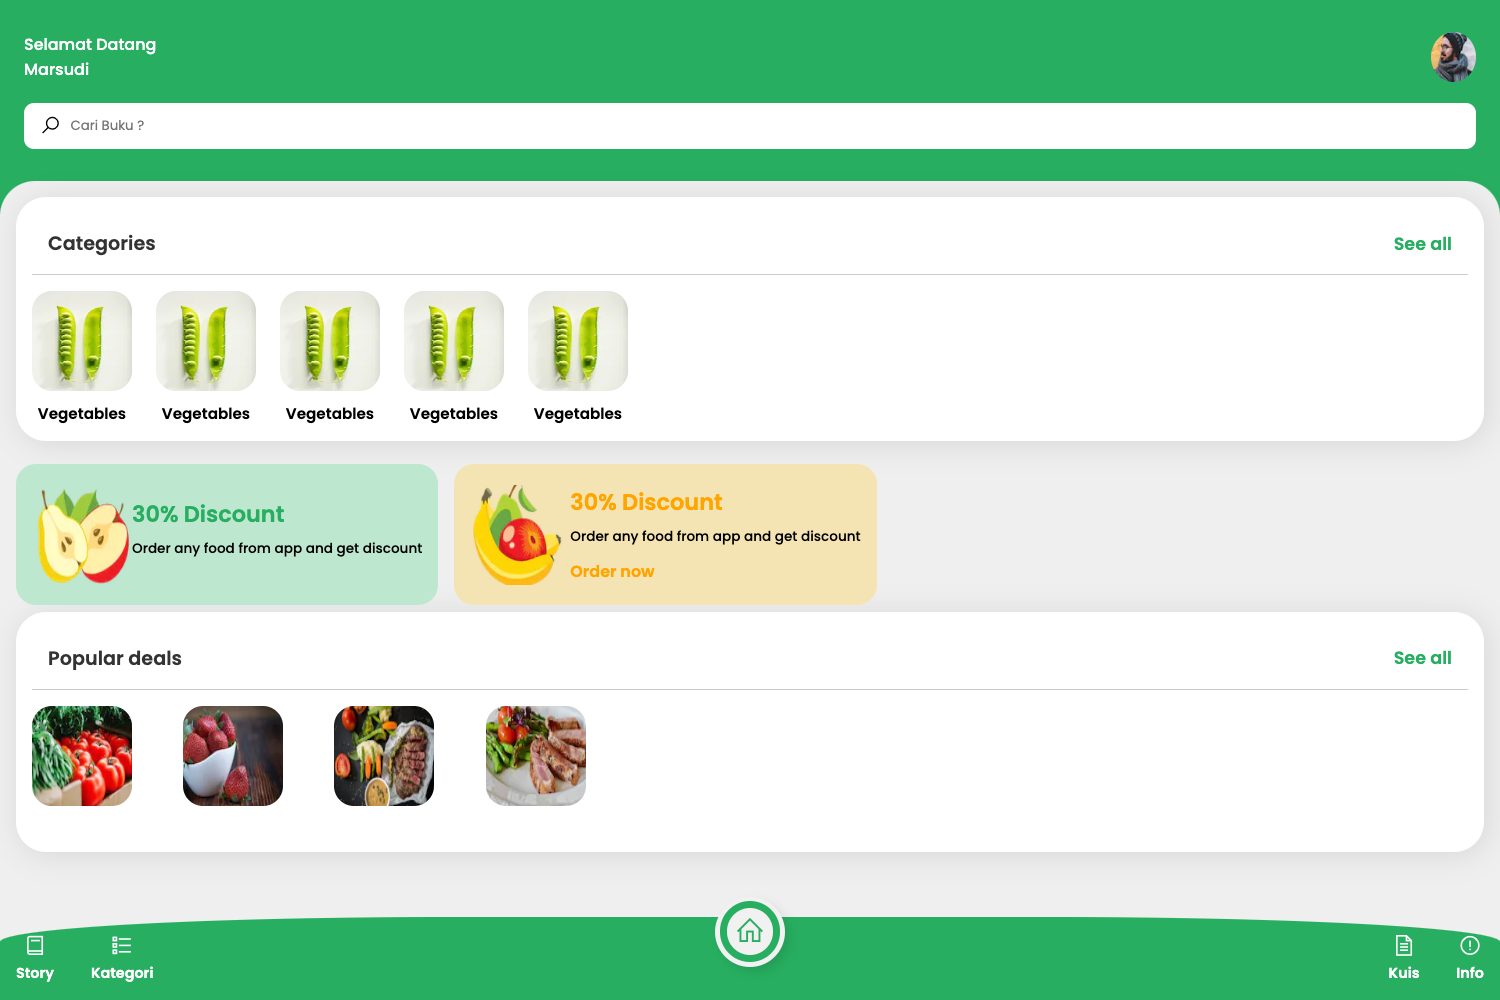 Selamat Datang
Marsudi
Cari Buku ?
Categories
See all
Vegetables
Vegetables
Vegetables
Vegetables
Vegetables
30% Discount
Order any food from app and get discount
30% Discount
Order any food from app and get discount
Order now
Popular deals
See all
Story
Kategori
Kuis
Info